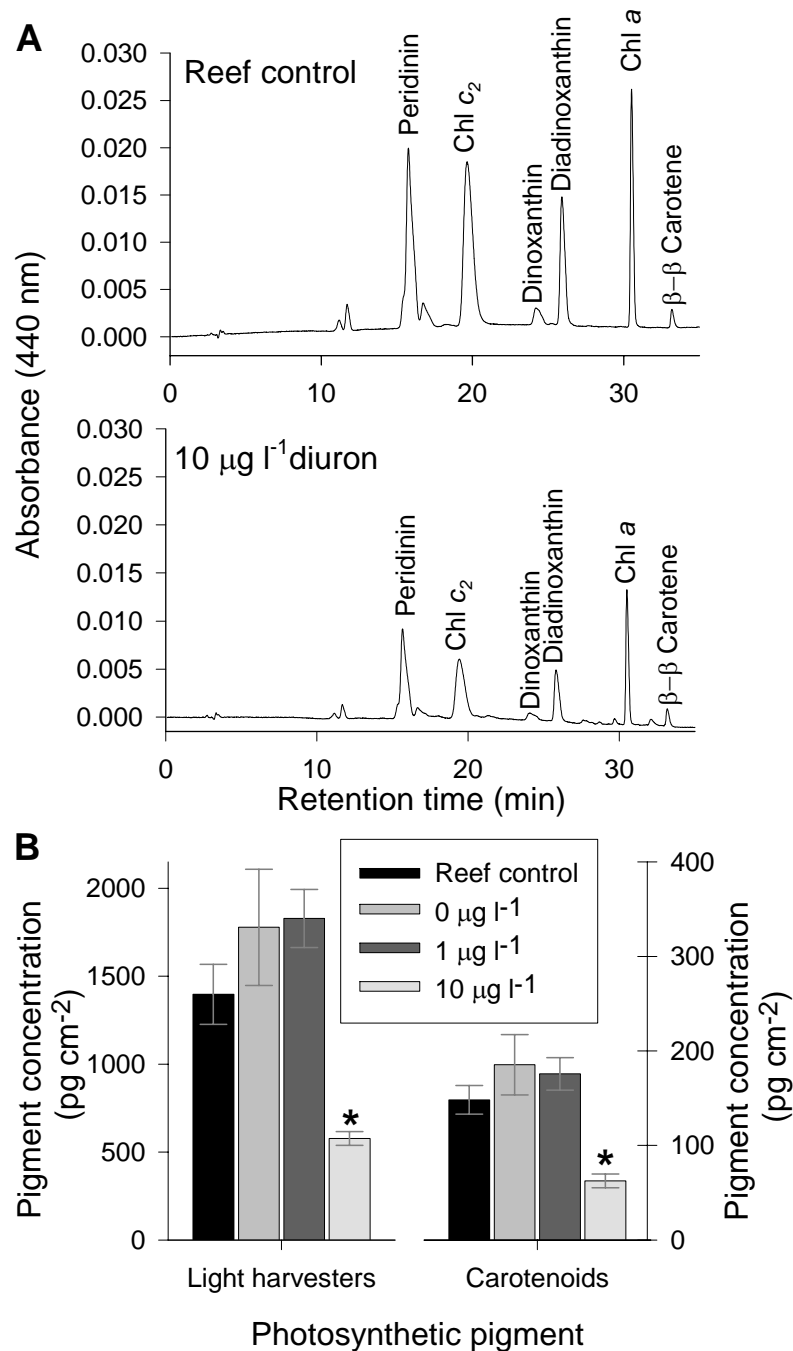 A
Reef control
Peridinin
Chl c₂
Dinoxanthin
Diadinoxanthin
Chl a
β–β Carotene
0.030
0.025
0.020
0.015
0.010
0.005
0.000
0 10 20 30
Absorbance (440 nm)
10 μg l⁻¹diuron
Peridinin
Chl c₂
Dinoxanthin
Diadinoxanthin
Chl a
β–β Carotene
0.030
0.025
0.020
0.015
0.010
0.005
0.000
0 10 20 30
Retention time (min)
B
Reef control
0 μg l⁻¹
1 μg l⁻¹
10 μg l⁻¹
Pigment concentration
(pg cm⁻²)
2000
1500
1000
500
0
*
*
400
300
200
100
0
Pigment concentration
(pg cm⁻²)
Light harvesters Carotenoids
Photosynthetic pigment